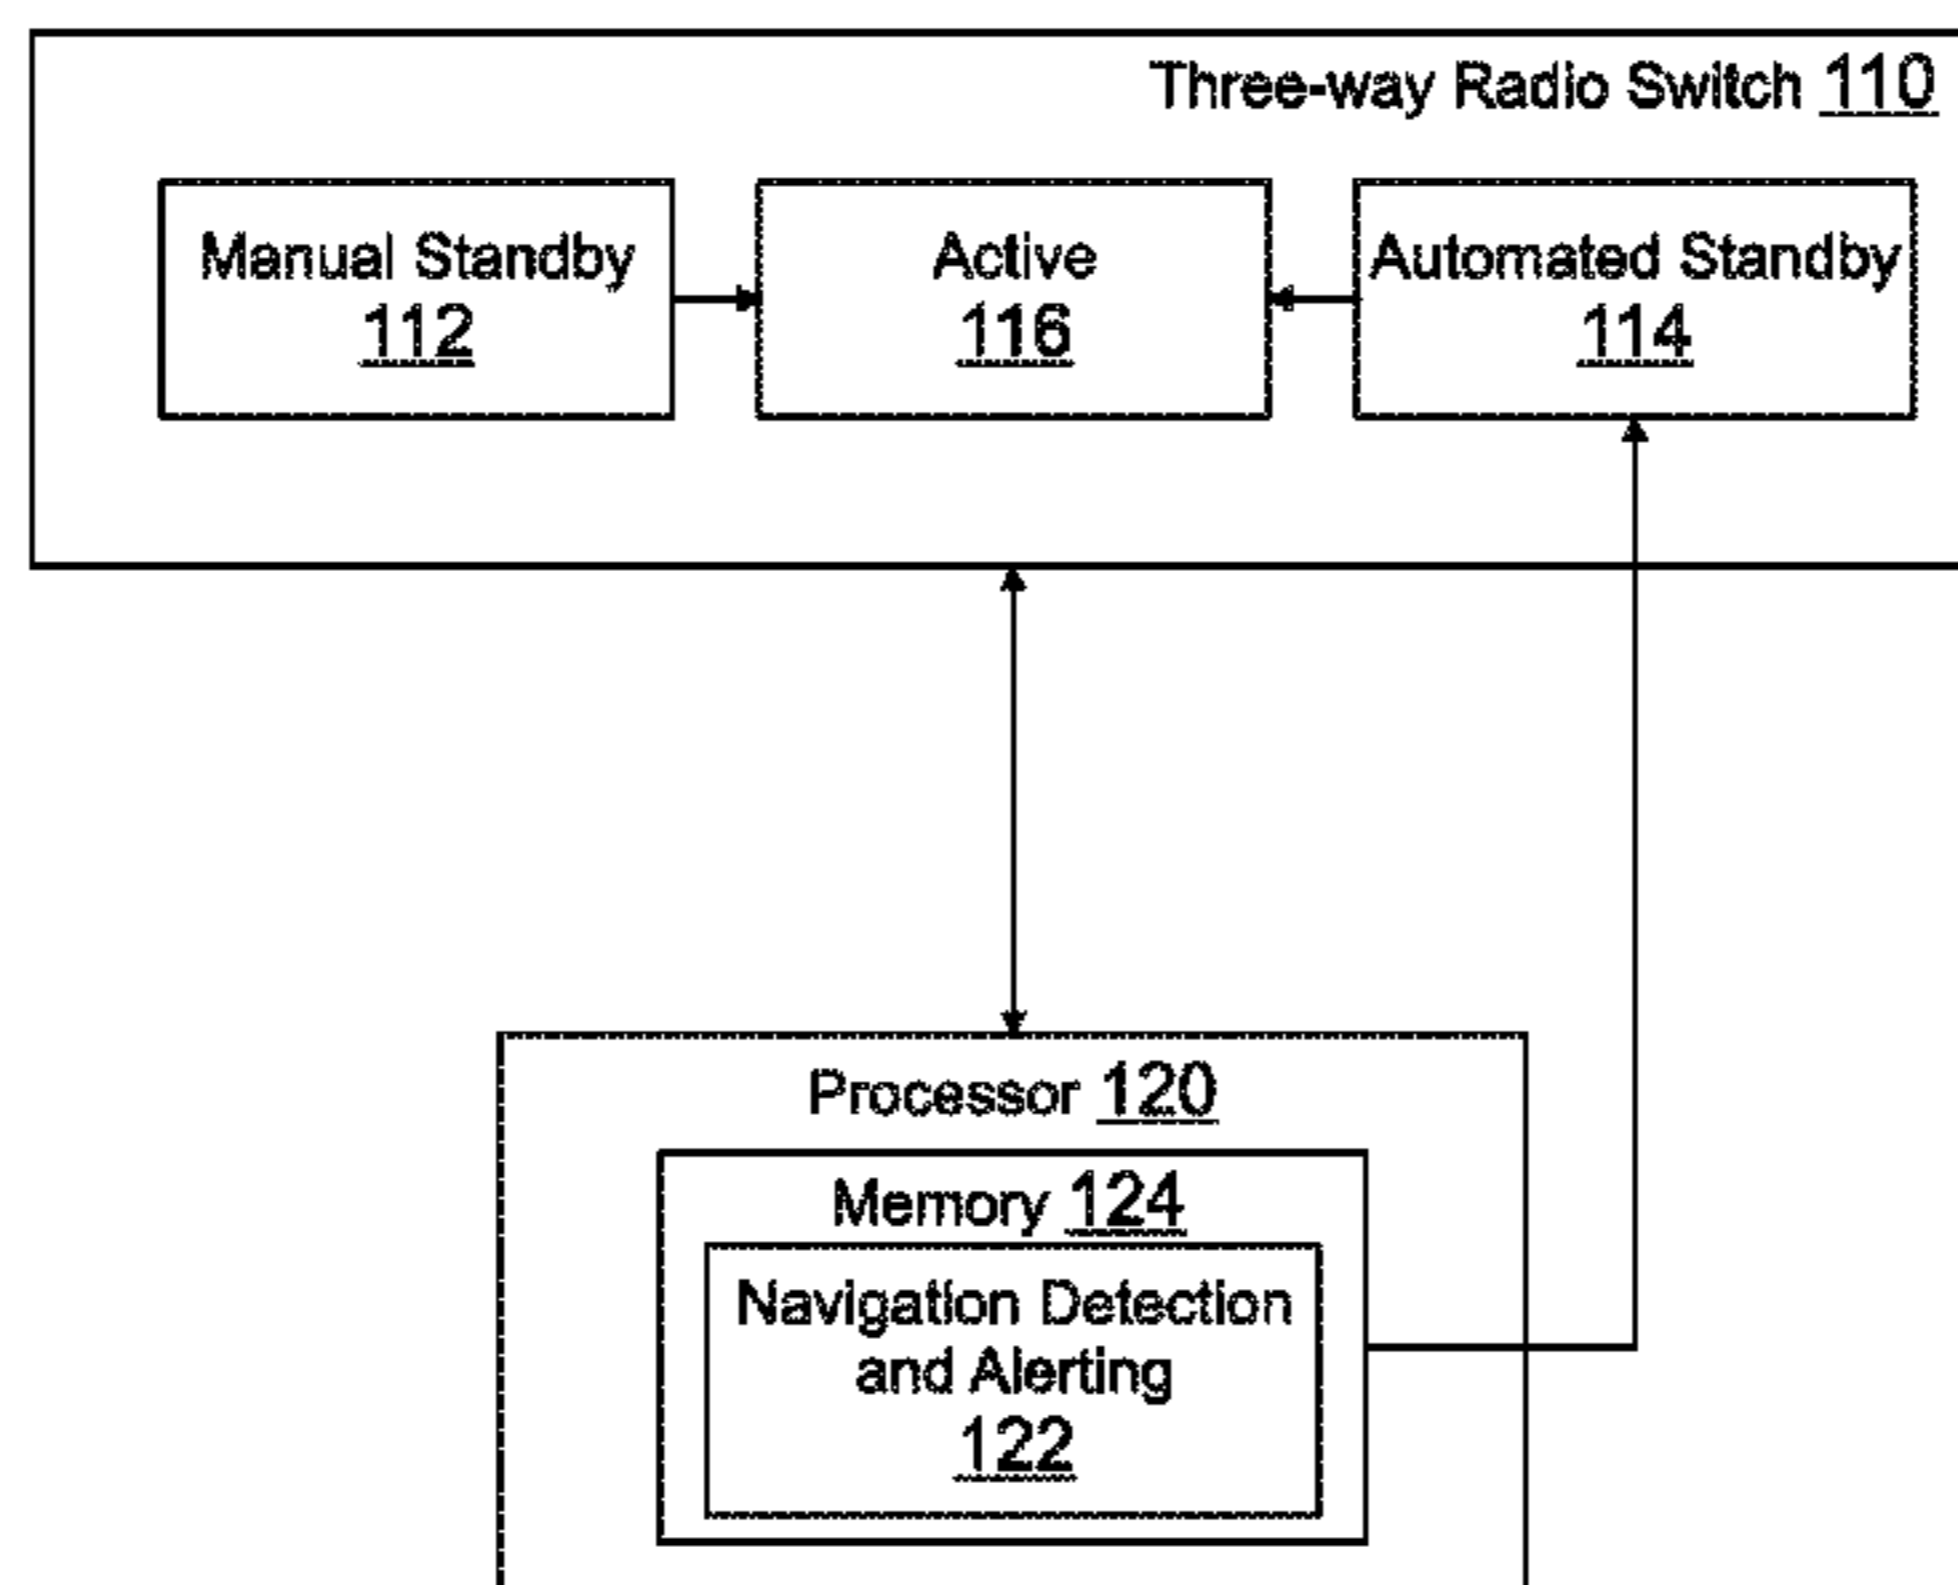 Three-way Radio Switch 110
Manual Standby
112
Active
116
Automated Standby
114
Processor 120
Memory 124
Navigation Detection
and Alerting
122